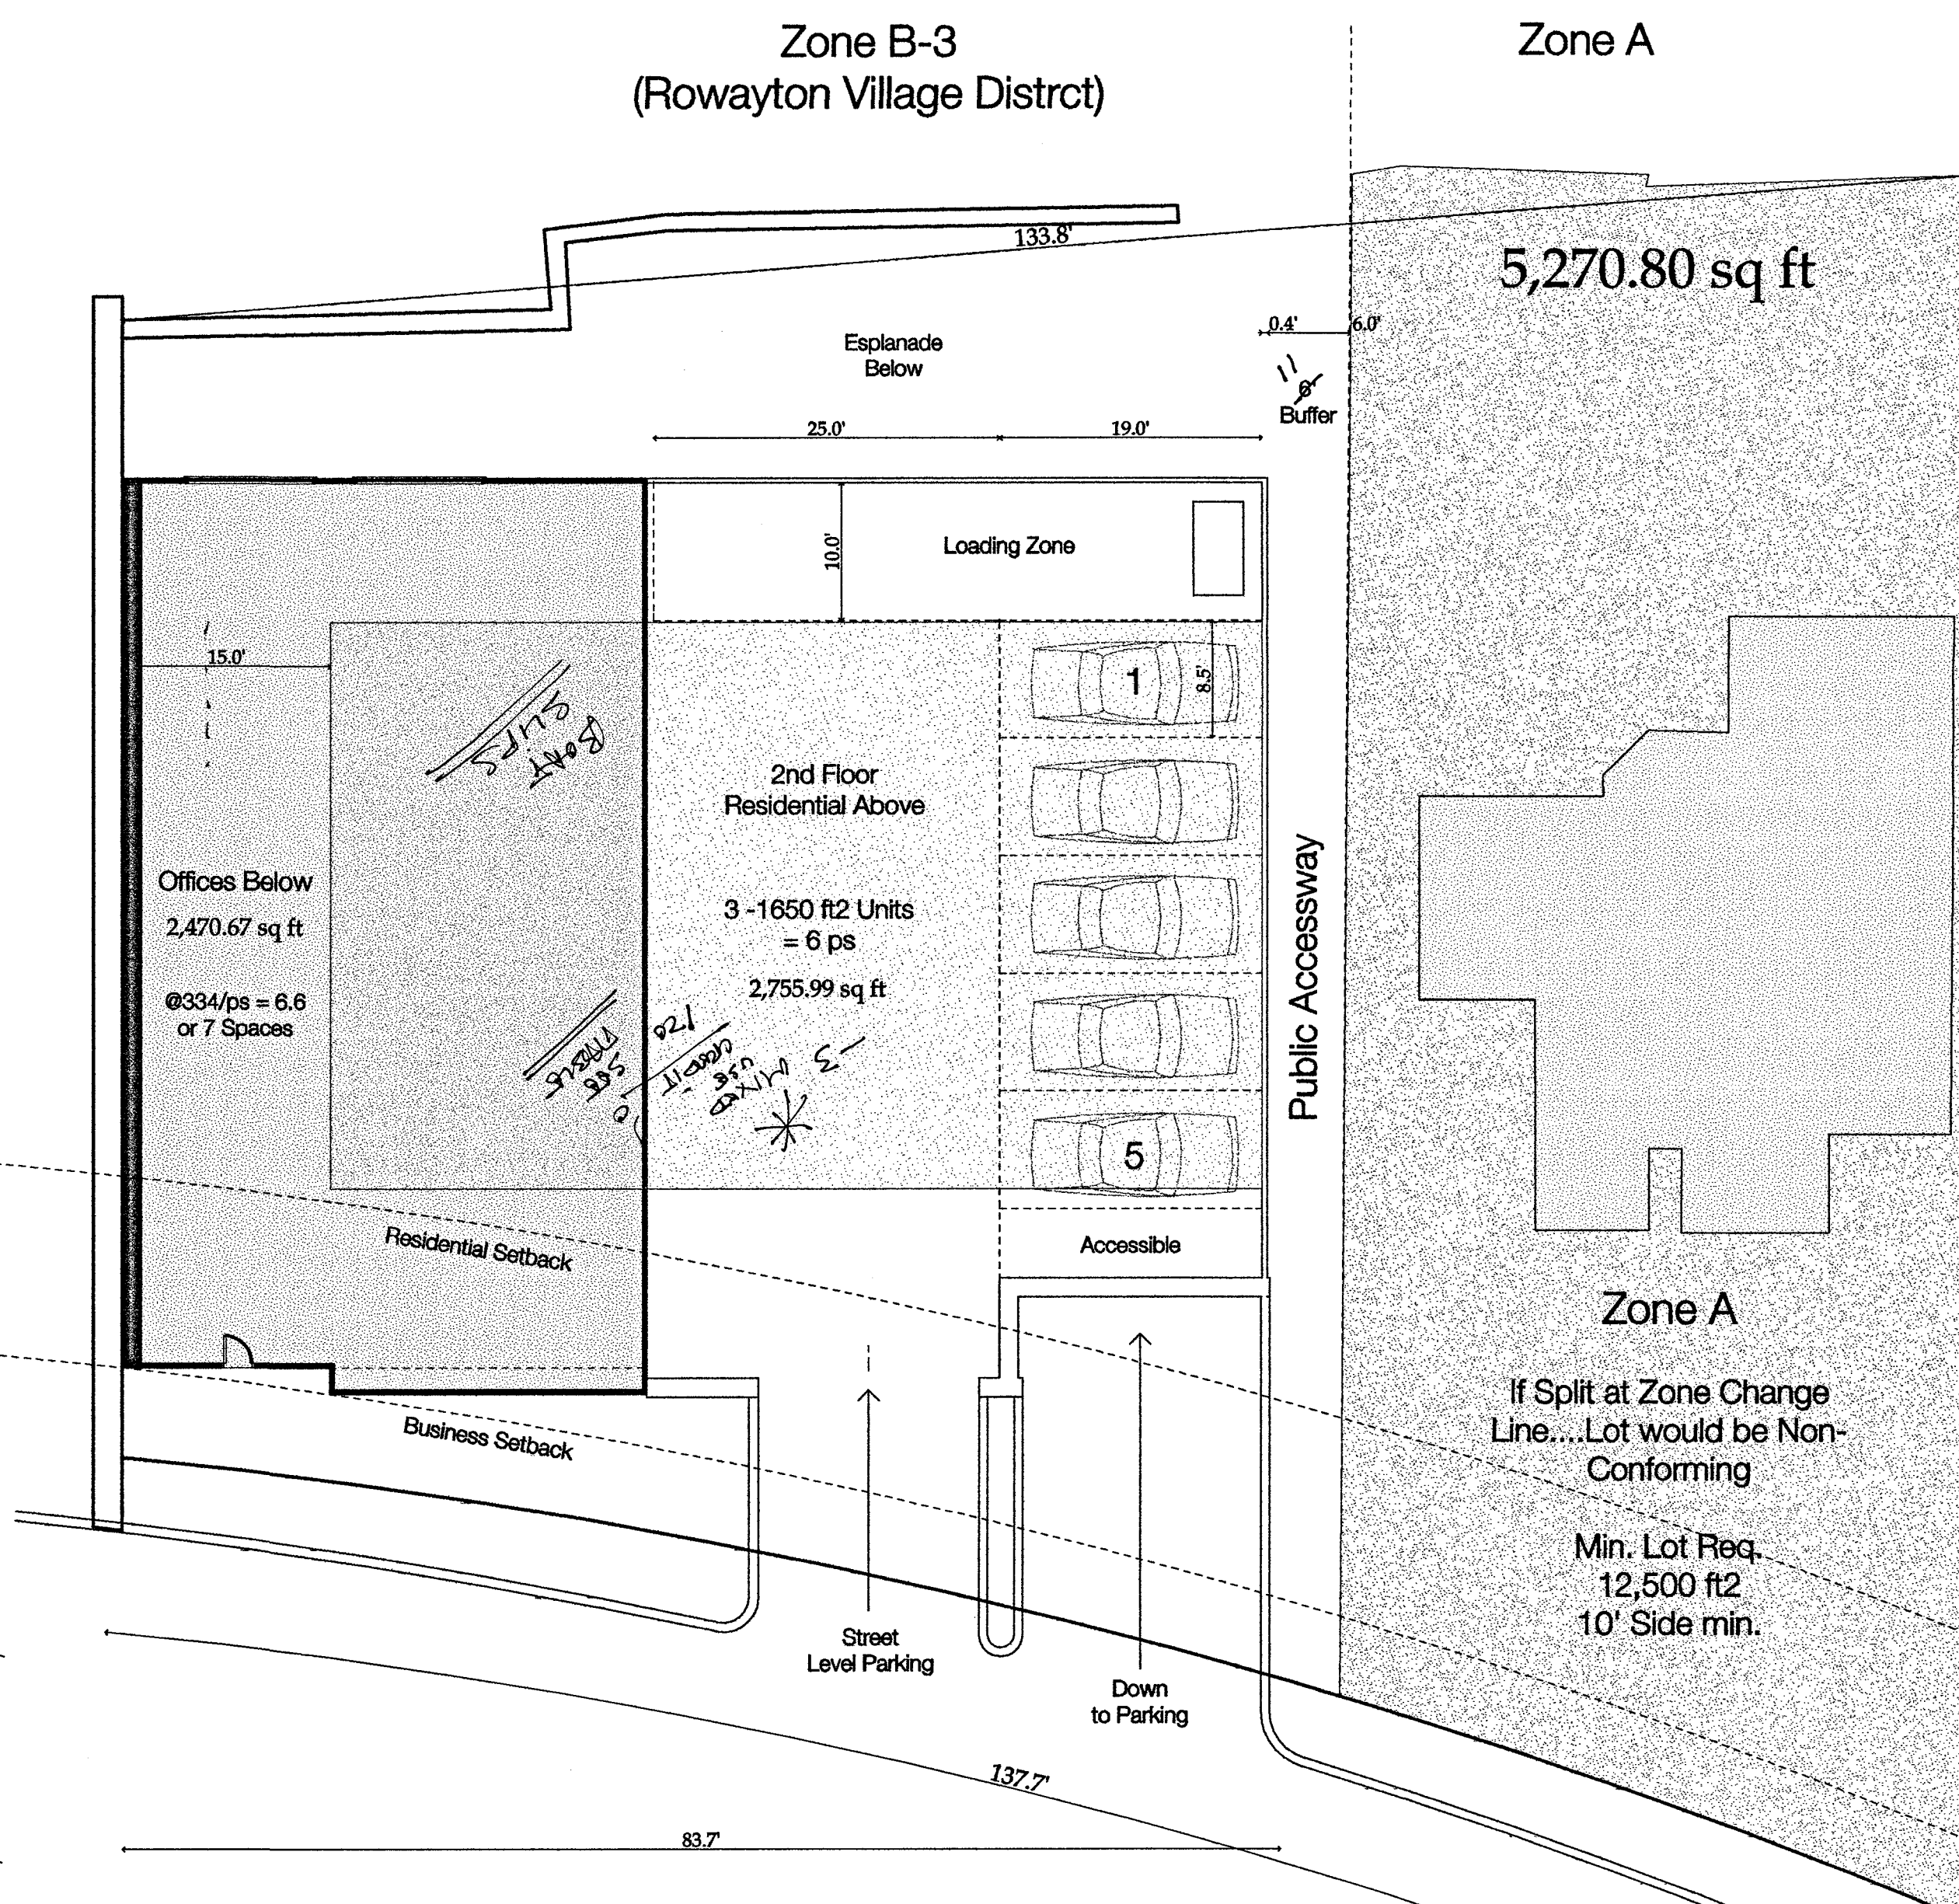 Zone B-3
(Rowayton Village Distrct)
Zone A
133.8'
5,270.80 sq ft
0.4'
6.0'
Esplanade
Below
11
6'
Buffer
25.0'
19.0'
10.0'
Loading Zone
15.0'
BOAT
SLIPS
1
8.5'
2nd Floor
Residential Above
Offices Below
2,470.67 sq ft
@334/ps = 6.6
or 7 Spaces
3 -1650 ft2 Units
= 6 ps
2,755.99 sq ft
Public Accessway
SEE
MIXED
USE
CREDIT
- 3
5
Residential Setback
Accessible
Zone A
If Split at Zone Change
Line....Lot would be Non-
Conforming
Business Setback
Min. Lot Req.
12,500 ft2
10' Side min.
Street
Level Parking
Down
to Parking
137.7'
83.7'